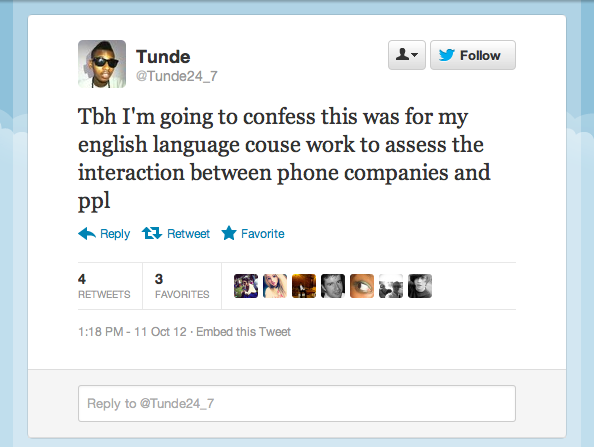 Tunde
@Tunde24_7
Follow
Tbh I'm going to confess this was for my
english language couse work to assess the
interaction between phone companies and
ppl
Reply Retweet Favorite
4 RETWEETS 3 FAVORITES
1:18 PM - 11 Oct 12 · Embed this Tweet
Reply to @Tunde24_7